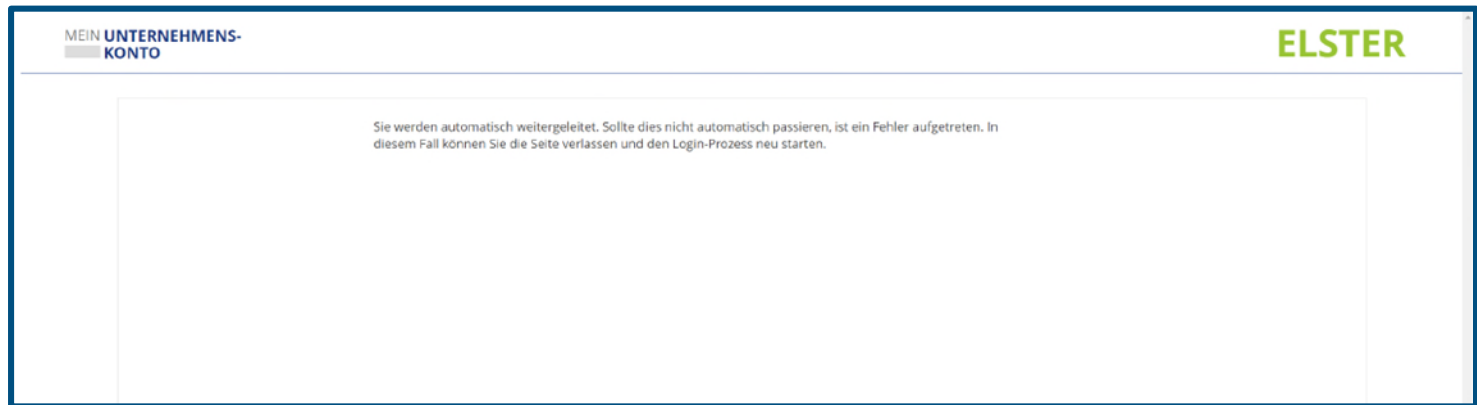 MEIN UNTERNEHMENS-
KONTO
ELSTER
Sie werden automatisch weitergeleitet. Sollte dies nicht automatisch passieren, ist ein Fehler aufgetreten. In
diesem Fall können Sie die Seite verlassen und den Login-Prozess neu starten.